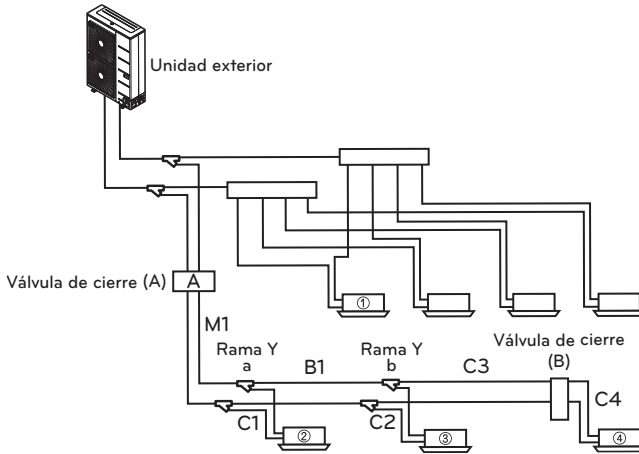 Unidad exterior
Válvula de cierre (A)
A
①
M1
Válvula de cierre
(B)
Rama Y
a
B1
Rama Y
b
C3
C4
C1
②
C2
③
④